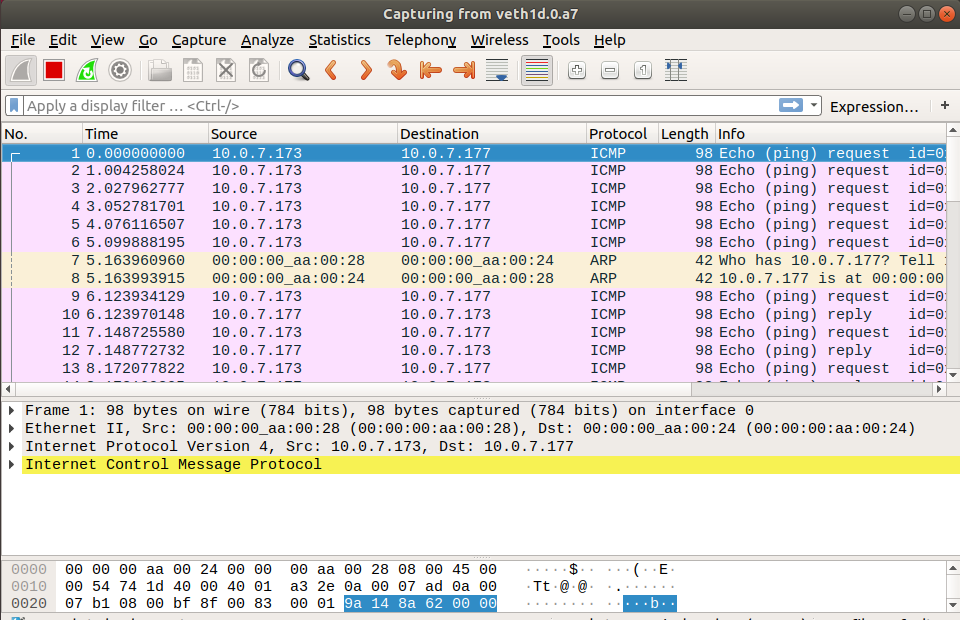 Capturing from veth1d.0.a7
File Edit View Go Capture Analyze Statistics Telephony Wireless Tools Help
Apply a display filter … <Ctrl-/> Expression… +
No. Time Source Destination Protocol Length Info
1 0.000000000 10.0.7.173 10.0.7.177 ICMP 98 Echo (ping) request id=0
2 1.004258024 10.0.7.173 10.0.7.177 ICMP 98 Echo (ping) request id=0
3 2.027962777 10.0.7.173 10.0.7.177 ICMP 98 Echo (ping) request id=0
4 3.052781701 10.0.7.173 10.0.7.177 ICMP 98 Echo (ping) request id=0
5 4.076116507 10.0.7.173 10.0.7.177 ICMP 98 Echo (ping) request id=0
6 5.099888195 10.0.7.173 10.0.7.177 ICMP 98 Echo (ping) request id=0
7 5.163960960 00:00:00_aa:00:28 00:00:00_aa:00:24 ARP 42 Who has 10.0.7.177? Tell
8 5.163993915 00:00:00_aa:00:24 00:00:00_aa:00:28 ARP 42 10.0.7.177 is at 00:00:00
9 6.123934129 10.0.7.173 10.0.7.177 ICMP 98 Echo (ping) request id=0
10 6.123970148 10.0.7.177 10.0.7.173 ICMP 98 Echo (ping) reply id=0
11 7.148725580 10.0.7.173 10.0.7.177 ICMP 98 Echo (ping) request id=0
12 7.148772732 10.0.7.177 10.0.7.173 ICMP 98 Echo (ping) reply id=0
13 8.172077822 10.0.7.173 10.0.7.177 ICMP 98 Echo (ping) request id=0
Frame 1: 98 bytes on wire (784 bits), 98 bytes captured (784 bits) on interface 0
Ethernet II, Src: 00:00:00_aa:00:28 (00:00:00:aa:00:28), Dst: 00:00:00_aa:00:24 (00:00:00:aa:00:24)
Internet Protocol Version 4, Src: 10.0.7.173, Dst: 10.0.7.177
Internet Control Message Protocol
0000 00 00 00 aa 00 24 00 00 00 aa 00 28 08 00 45 00 ·····$·· ···(··E·
0010 00 54 74 1d 40 00 40 01 a3 2e 0a 00 07 ad 0a 00 ·Tt·@·@· ·.······
0020 07 b1 08 00 bf 8f 00 83 00 01 9a 14 8a 62 00 00 ········ ·····b··